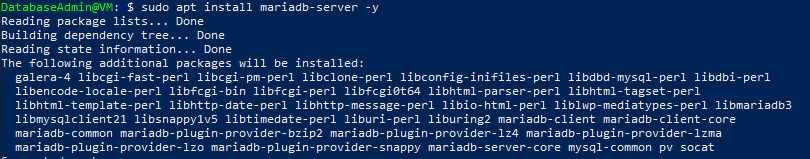 DatabaseAdmin@VM: $ sudo apt install mariadb-server -y
Reading package lists... Done
Building dependency tree... Done
Reading state information... Done
The following additional packages will be installed:
galera-4 libcgi-fast-perl libcgi-pm-perl libclone-perl libconfig-inifiles-perl libdbd-mysql-perl libdbi-perl
libencode-locale-perl libfcgi-bin libfcgi-perl libfcgi0t64 libhtml-parser-perl libhtml-tagset-perl
libhtml-template-perl libhttp-date-perl libhttp-message-perl libio-html-perl liblwp-mediatypes-perl libmariadb3
libmysqlclient21 libsnappy1v5 libtimedate-perl liburi-perl liburing2 mariadb-client mariadb-client-core
mariadb-common mariadb-plugin-provider-bzip2 mariadb-plugin-provider-lz4 mariadb-plugin-provider-lzma
mariadb-plugin-provider-lzo mariadb-plugin-provider-snappy mariadb-server-core mysql-common pv socat